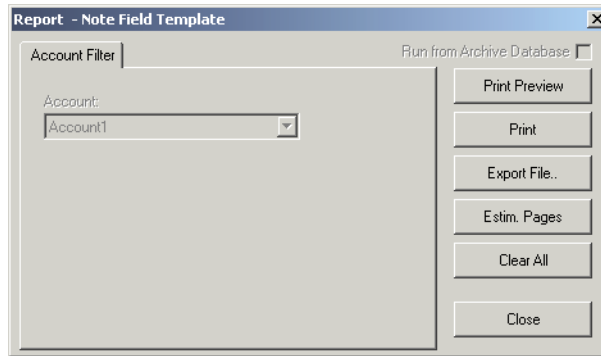 Report - Note Field Template
Account Filter
Run from Archive Database
Account:
Account1
Print Preview
Print
Export File..
Estim. Pages
Clear All
Close